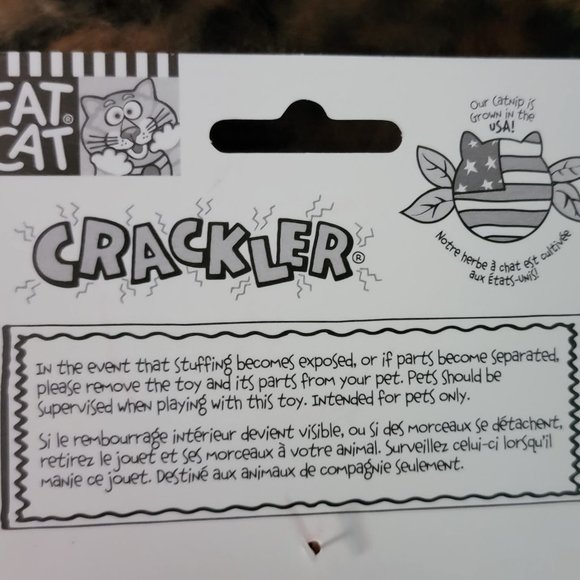 FAT
CAT®
CRACKLER®
Our Catnip is
Grown in the
USA!
Notre herbe à chat est cultivée
aux États-Unis!
In the event that stuffing becomes exposed, or if parts become separated,
please remove the toy and its parts from your pet. Pets should be
supervised when playing with this toy. Intended for pets only.
Si le rembourrage intérieur devient visible, ou si des morceaux se détachent,
retirez le jouet et ses morceaux à votre animal. Surveillez celui-ci lorsqu'il
manie ce jouet. Destiné aux animaux de compagnie seulement.